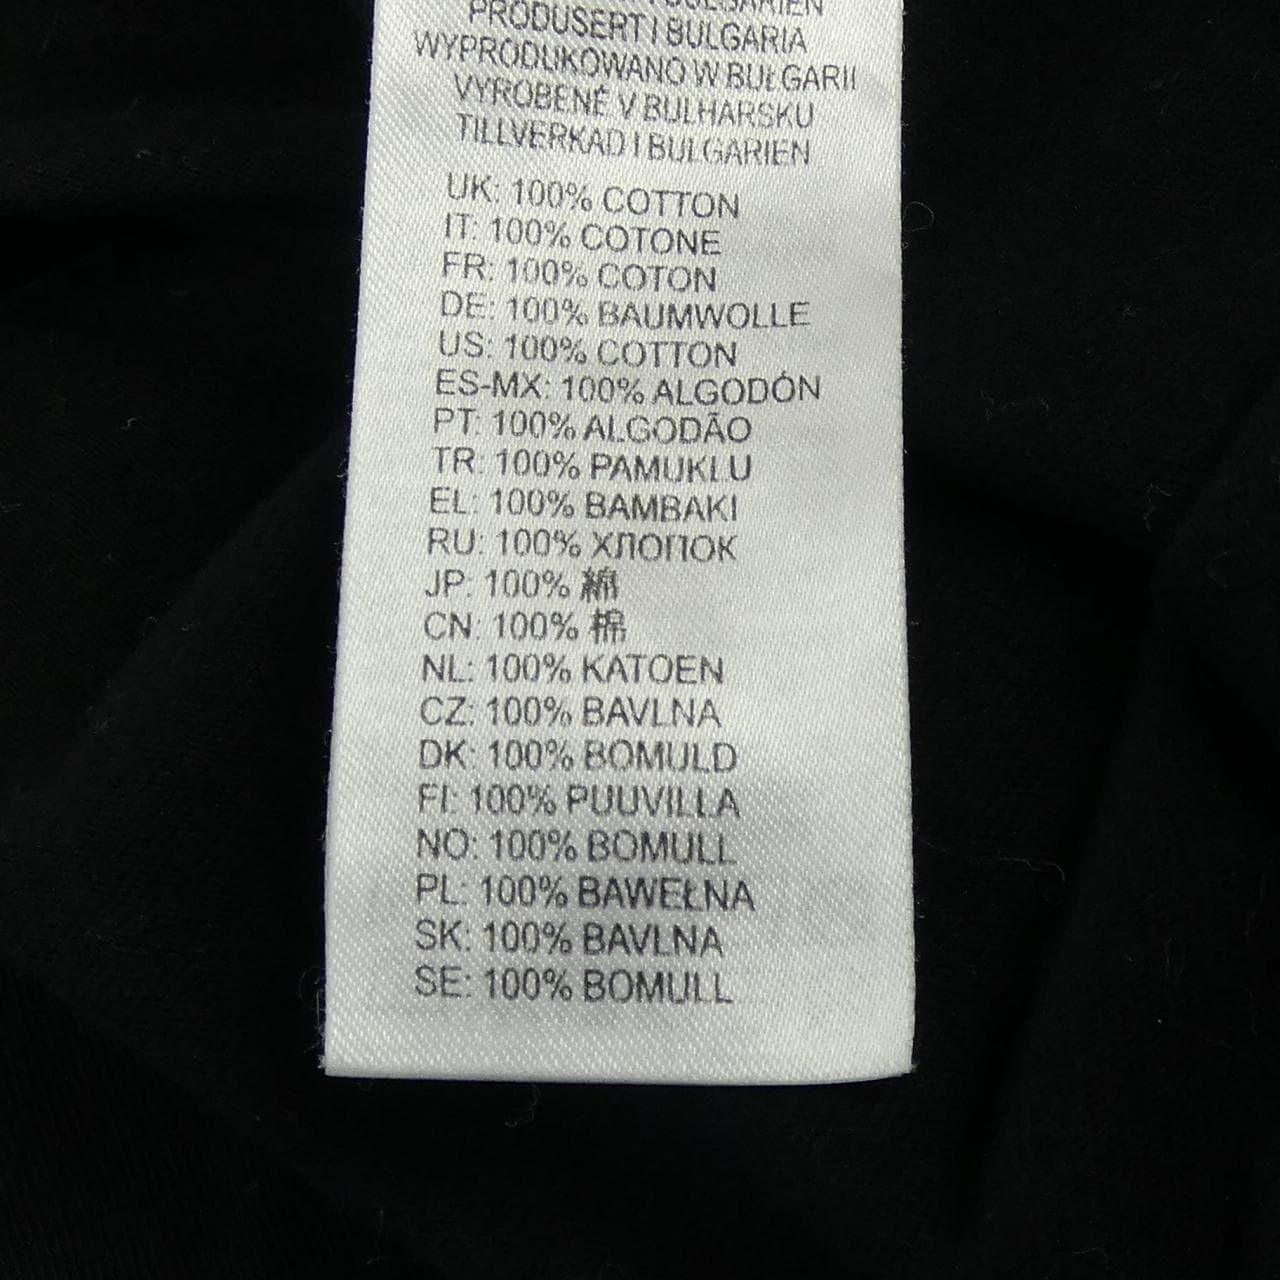 BULGARIEN
PRODUSERT I BULGARIA
WYPRODUKOWANO W BUŁGARII
VYROBENÉ V BULHARSKU
TILLVERKAD I BULGARIEN
UK: 100% COTTON
IT: 100% COTONE
FR: 100% COTON
DE: 100% BAUMWOLLE
US: 100% COTTON
ES-MX: 100% ALGODÓN
PT: 100% ALGODÃO
TR: 100% PAMUKLU
EL: 100% BAMBAKI
RU: 100% ХЛОПОК
JP: 100% 綿
CN: 100% 棉
NL: 100% KATOEN
CZ: 100% BAVLNA
DK: 100% BOMULD
FI: 100% PUUVILLA
NO: 100% BOMULL
PL: 100% BAWEŁNA
SK: 100% BAVLNA
SE: 100% BOMULL